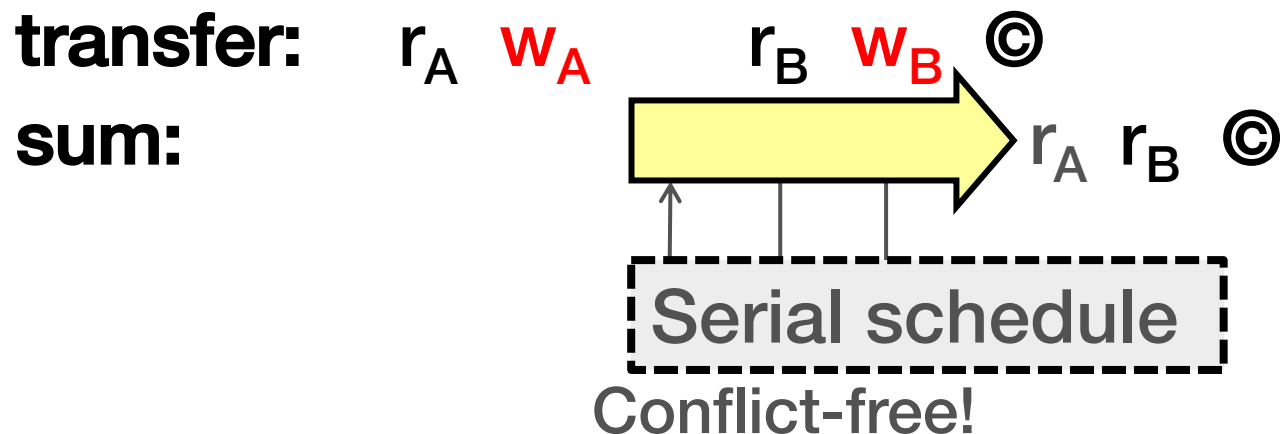 transfer: rA wA rB wB ©
sum: rA rB ©
Serial schedule
Conflict-free!